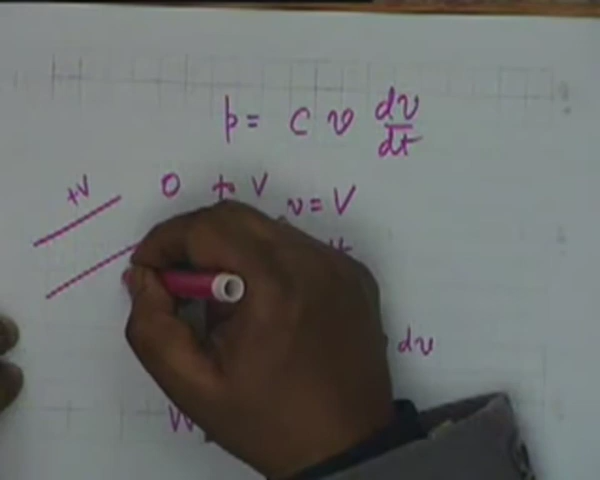 p = C v dv/dt
+V 0 to V v = V
dv
W